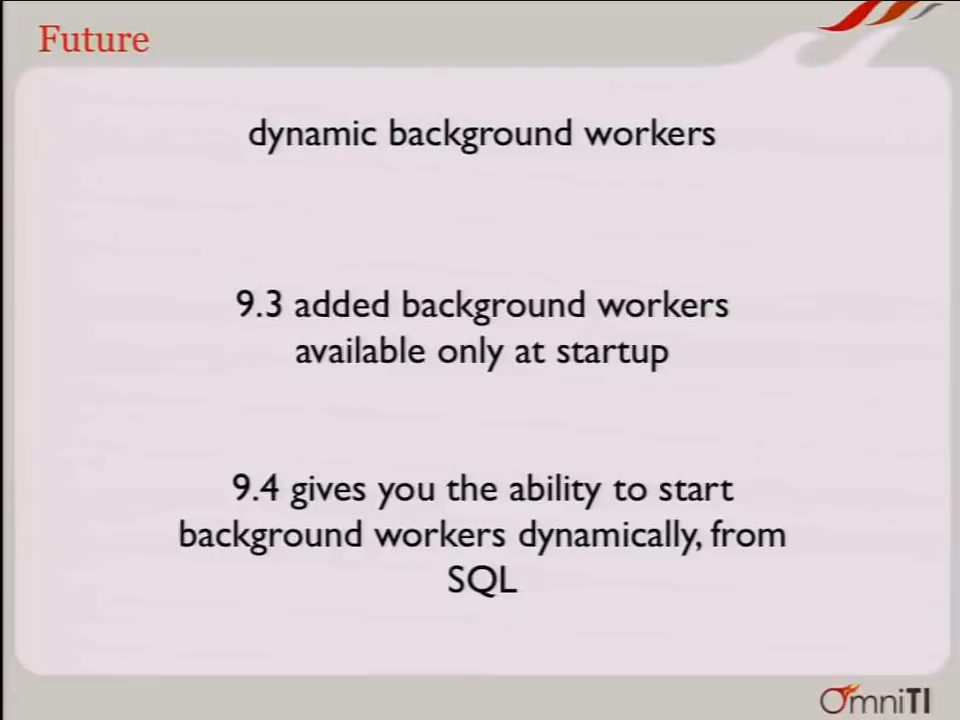 Future
dynamic background workers
9.3 added background workers
available only at startup
9.4 gives you the ability to start
background workers dynamically, from
SQL
OmniTI